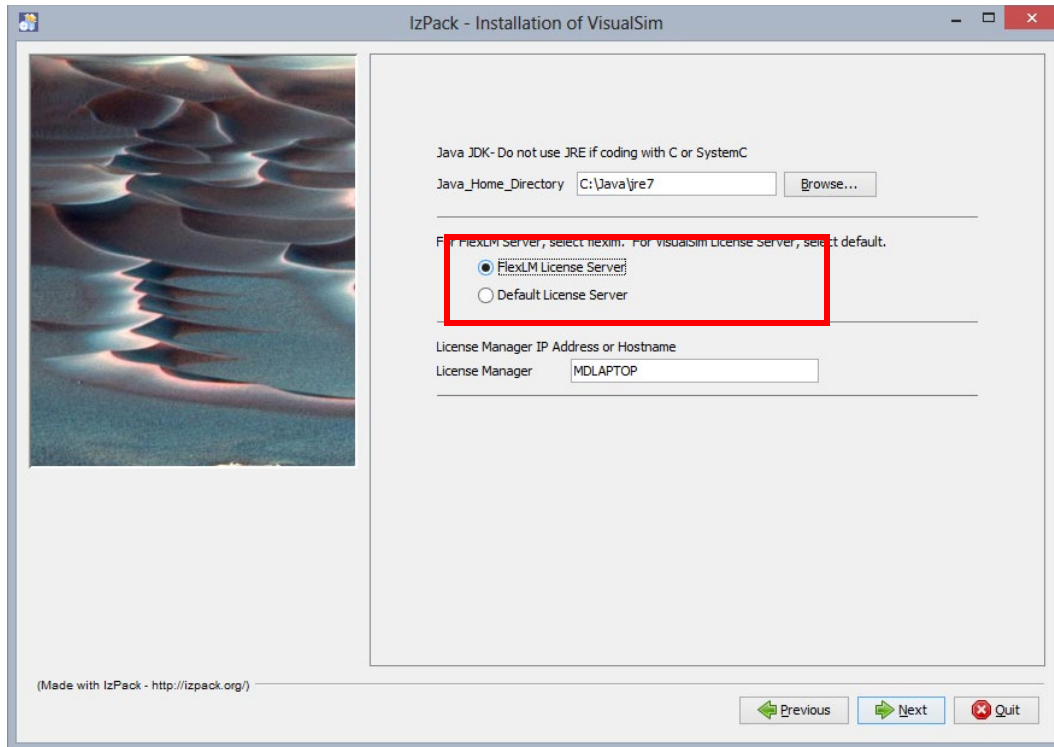 IzPack - Installation of VisualSim
Java JDK- Do not use JRE if coding with C or SystemC
Java_Home_Directory C:\Java\jre7 Browse...
For FlexLM Server, select flexlm. For VisualSim License Server, select default.
FlexLM License Server
Default License Server
License Manager IP Address or Hostname
License Manager MDLAPTOP
(Made with IzPack - http://izpack.org/)
Previous Next Quit